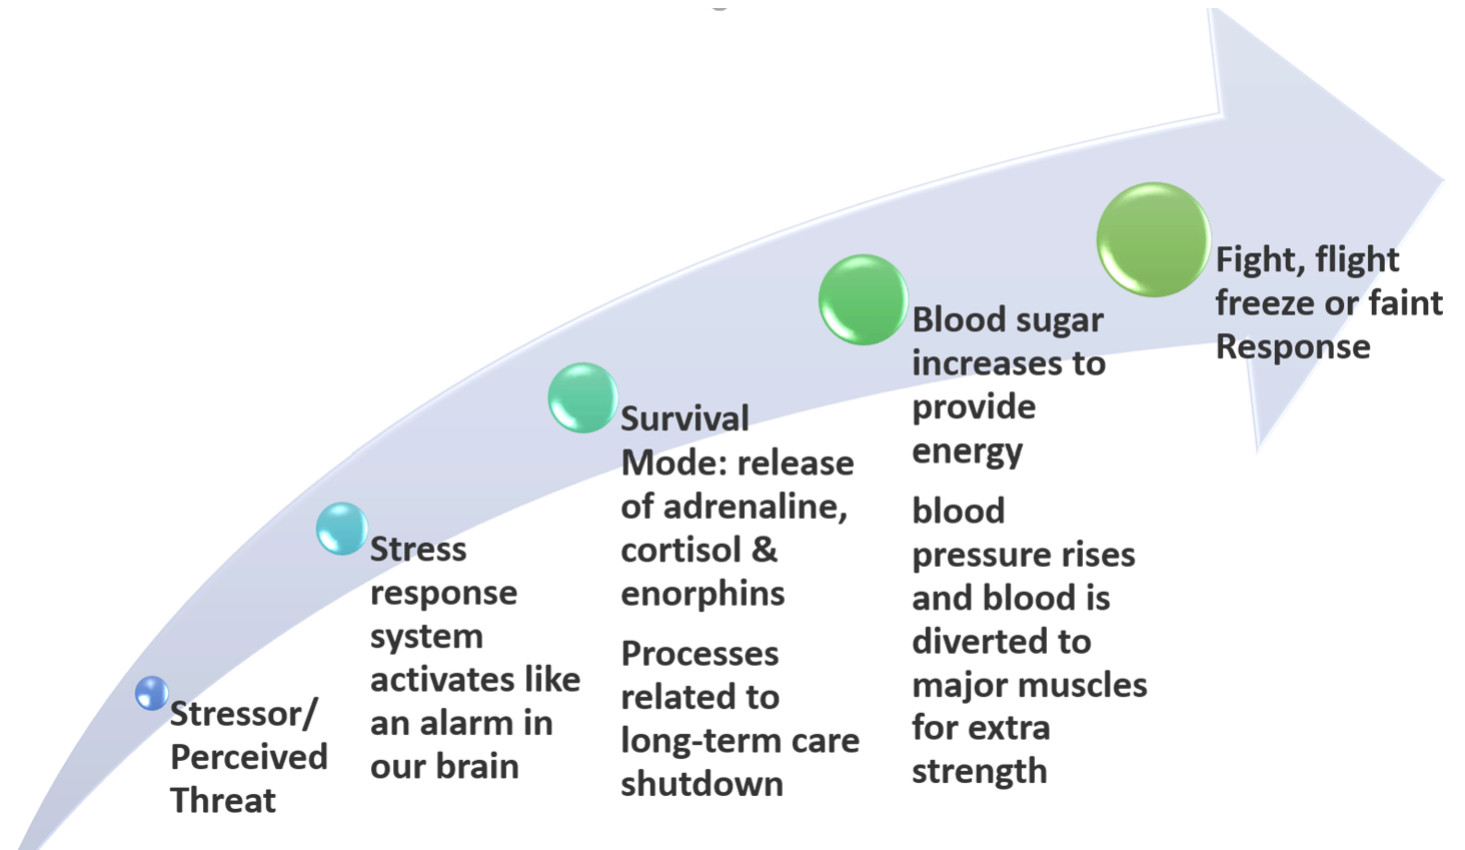 Stressor/
Perceived
Threat
Stress
response
system
activates like
an alarm in
our brain
Survival
Mode: release
of adrenaline,
cortisol &
enorphins
Processes
related to
long-term care
shutdown
Blood sugar
increases to
provide
energy
blood
pressure rises
and blood is
diverted to
major muscles
for extra
strength
Fight, flight
freeze or faint
Response